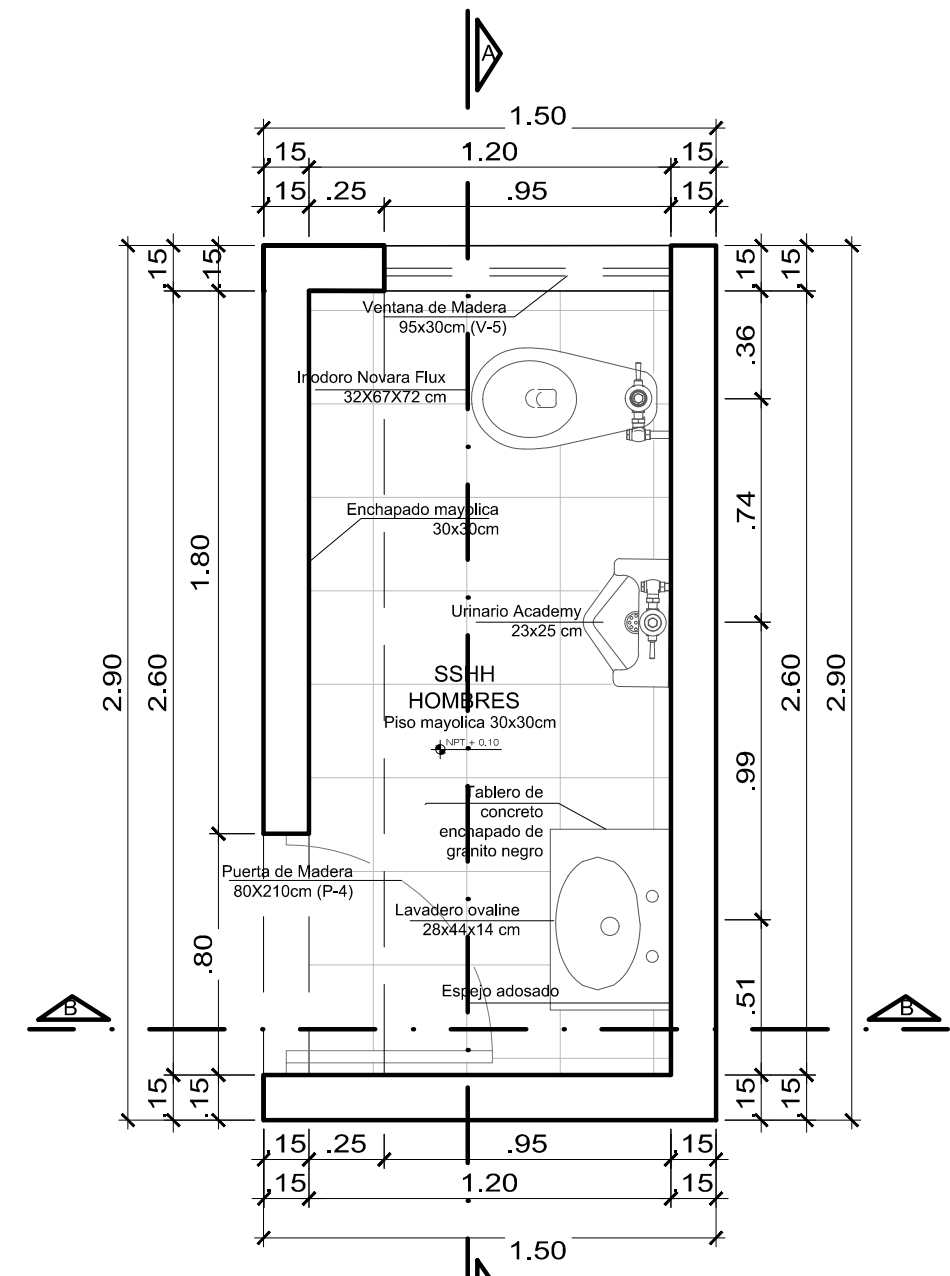 A
1.50
.15
1.20
.15
.15
.25
.95
.15
.15
.15
.15
.15
Ventana de Madera
95x30cm (V-5)
.36
Inodoro Novara Flux
32X67X72 cm
Enchapado mayolica
30x30cm
.74
1.80
Urinario Academy
23x25 cm
2.90
2.60
SSHH
HOMBRES
Piso mayolica 30x30cm
NPT + 0.10
2.60
2.90
.99
Tablero de
concreto
enchapado de
granito negro
Puerta de Madera
80X210cm (P-4)
Lavadero ovaline
28x44x14 cm
.80
Espejo adosado
.51
B
B
.15
.15
.15
.15
.15
.25
.95
.15
.15
1.20
.15
1.50